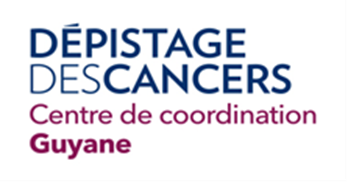 DÉPISTAGE
DESCANCERS
Centre de coordination
Guyane